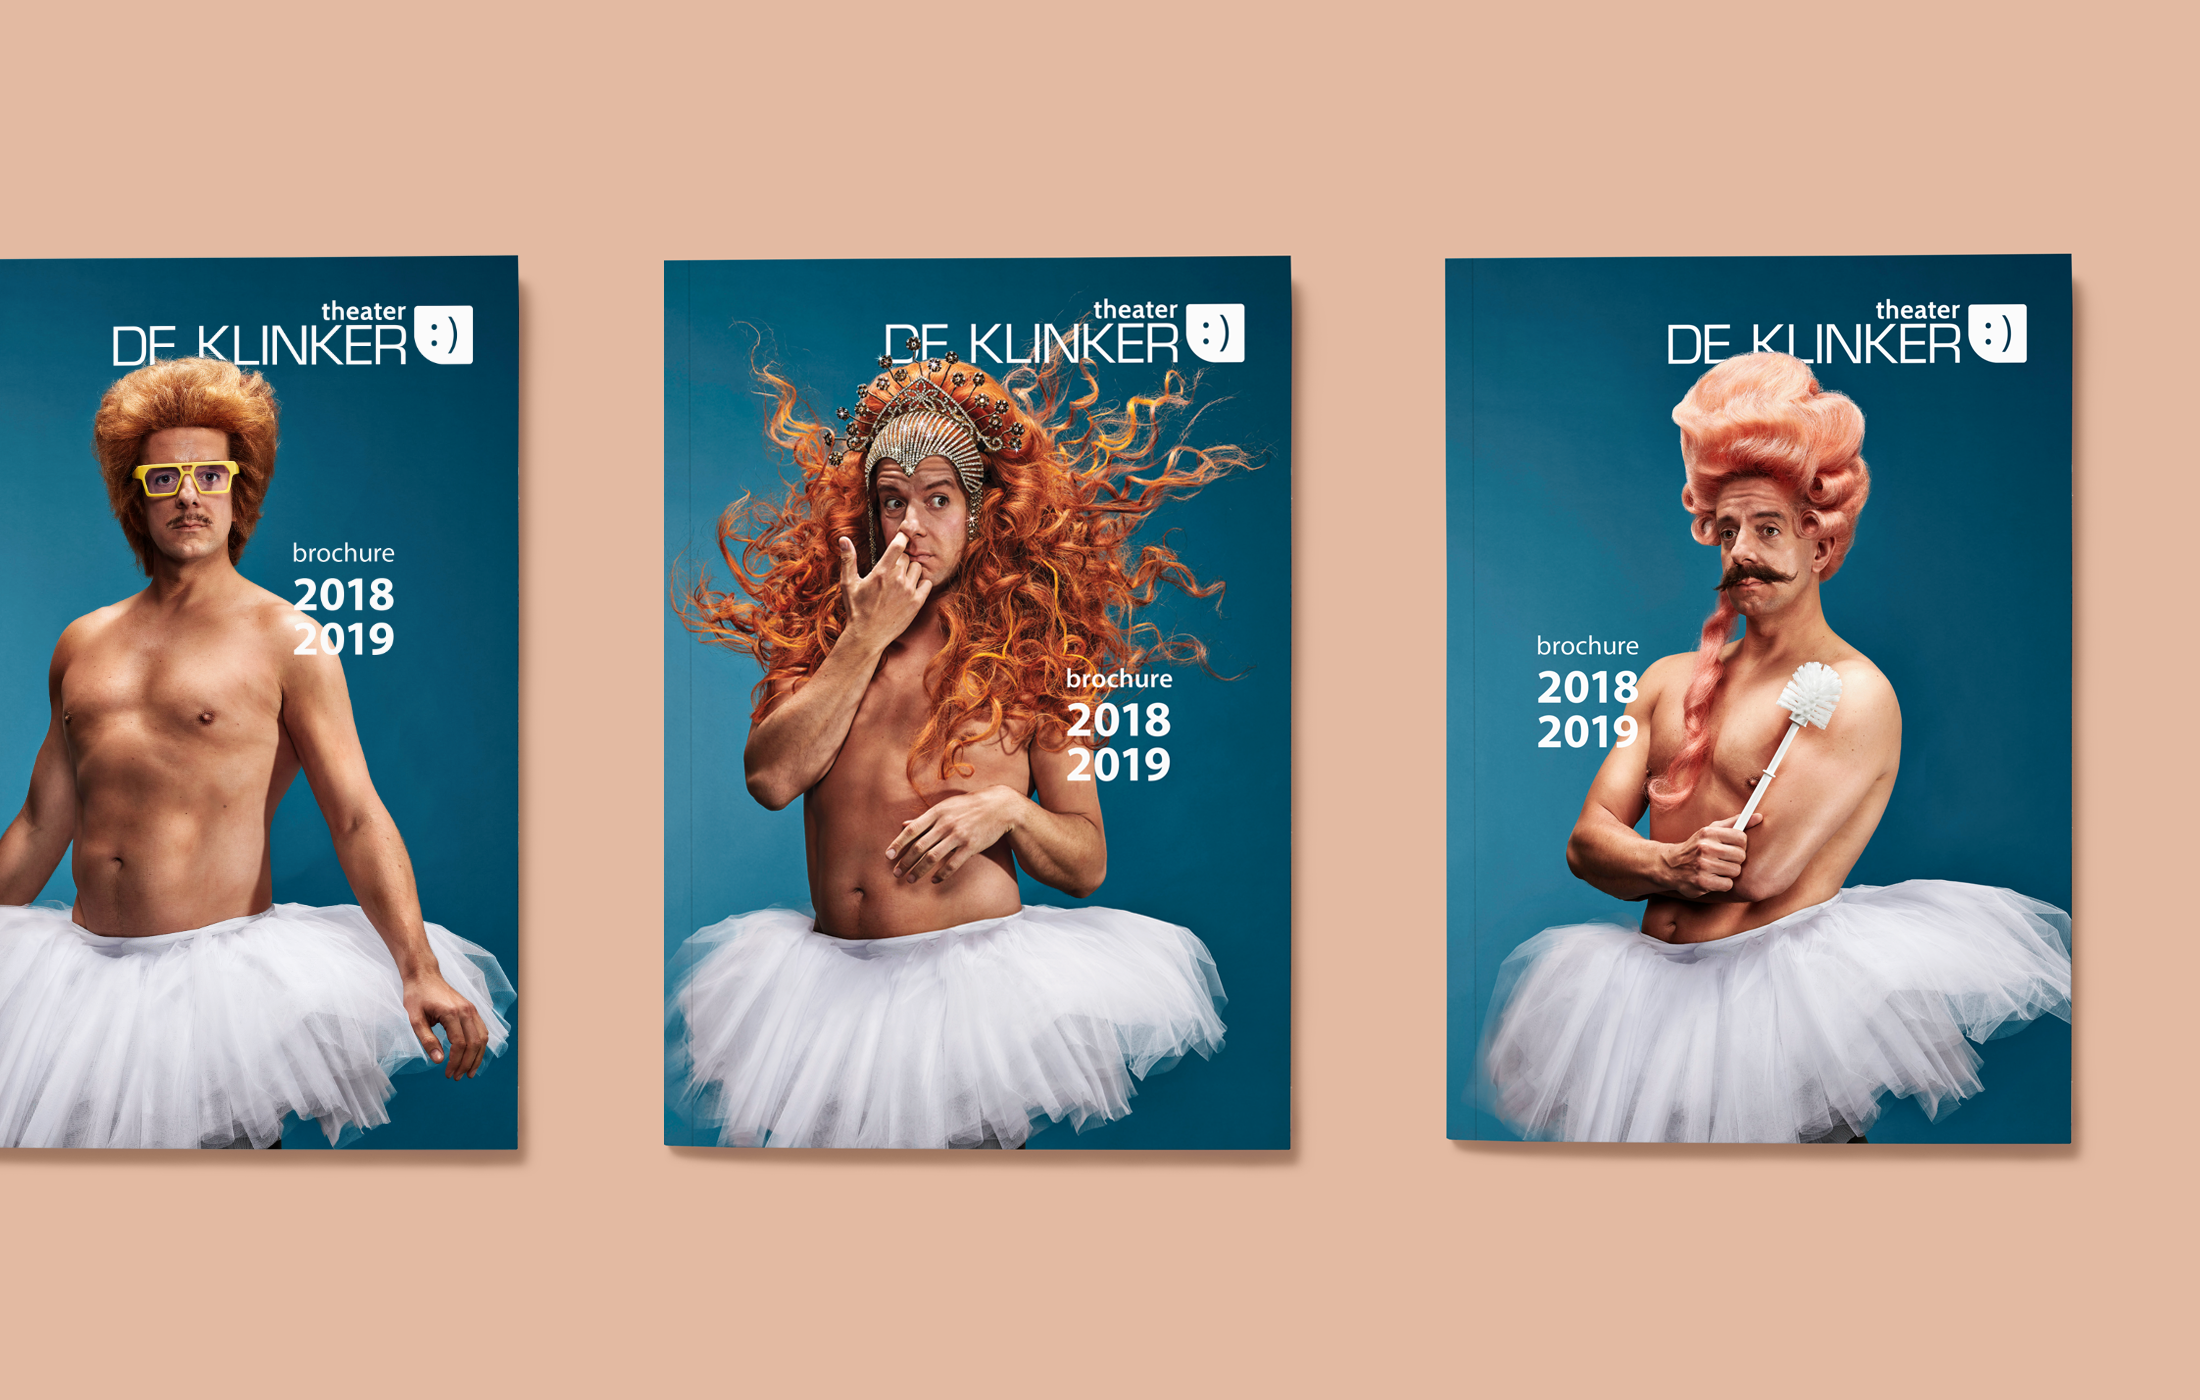 theater
DE KLINKER :)
brochure
2018
2019
theater
DE KLINKER :)
brochure
2018
2019
theater
DE KLINKER :)
brochure
2018
2019